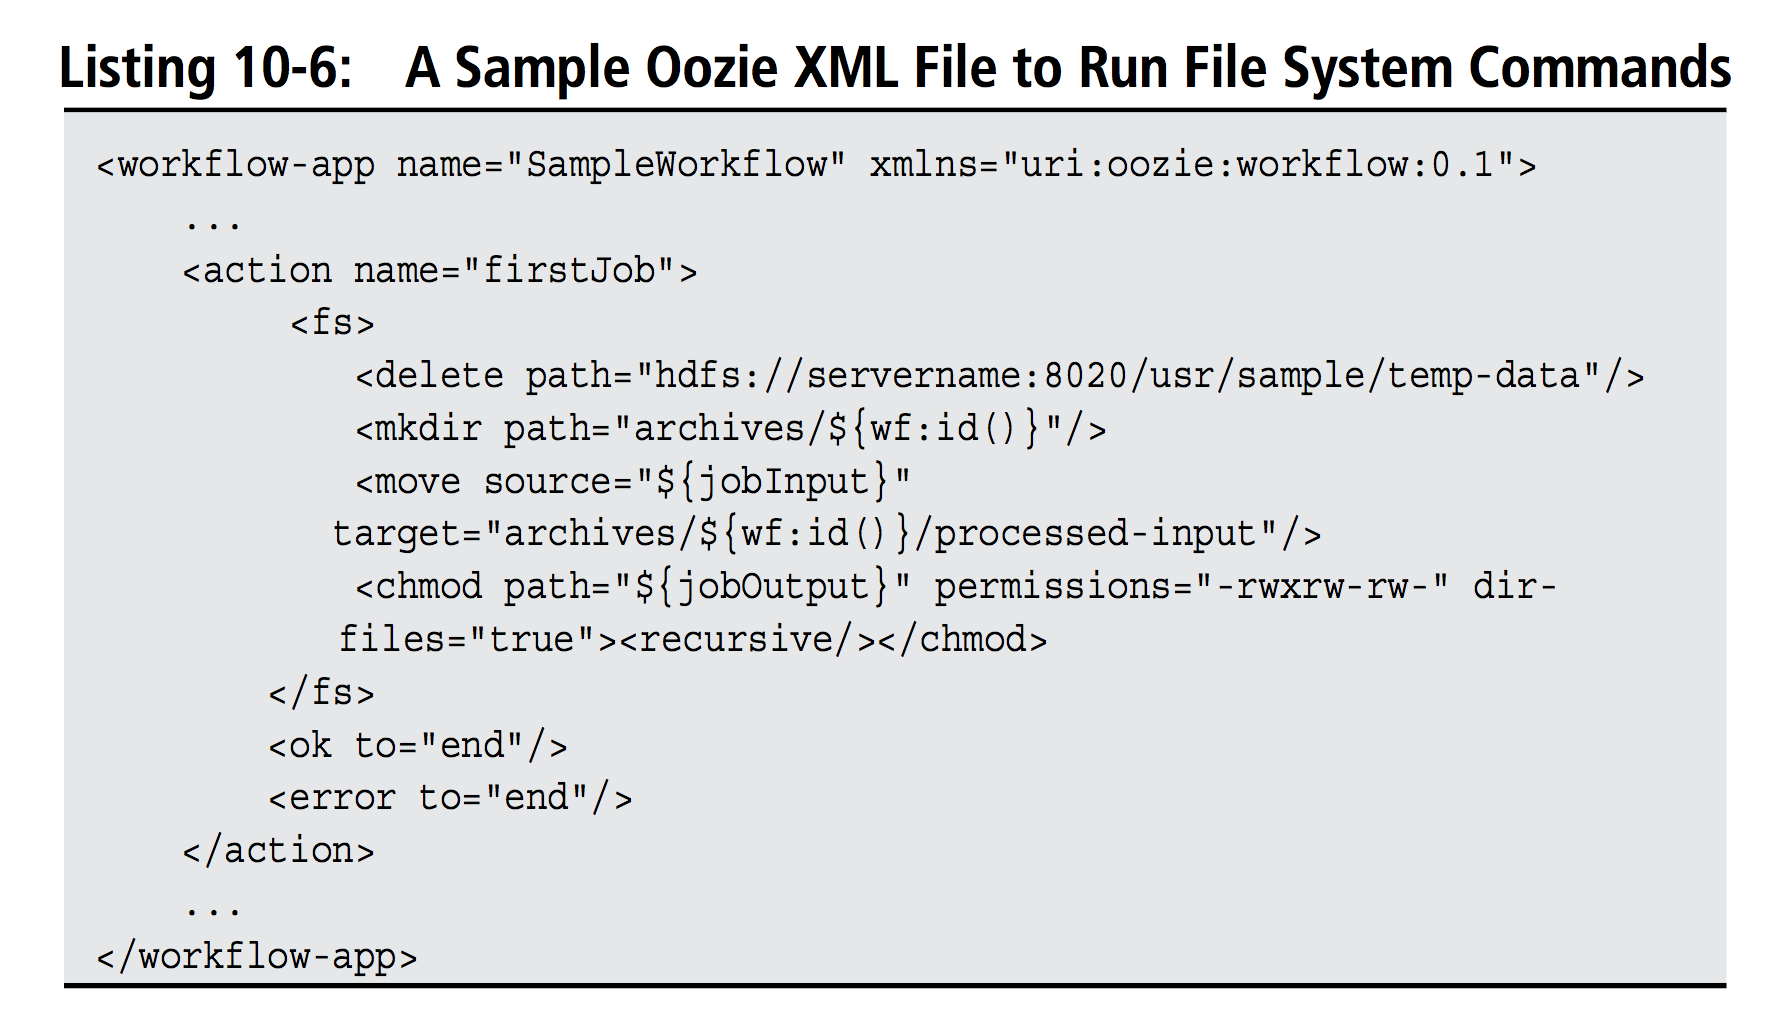 Listing 10-6: A Sample Oozie XML File to Run File System Commands
<workflow-app name="SampleWorkflow" xmlns="uri:oozie:workflow:0.1">
...
<action name="firstJob">
<fs>
<delete path="hdfs://servername:8020/usr/sample/temp-data"/>
<mkdir path="archives/${wf:id()}"/>
<move source="${jobInput}"
target="archives/${wf:id()}/processed-input"/>
<chmod path="${jobOutput}" permissions="-rwxrw-rw-" dir-
files="true"><recursive/></chmod>
</fs>
<ok to="end"/>
<error to="end"/>
</action>
...
</workflow-app>